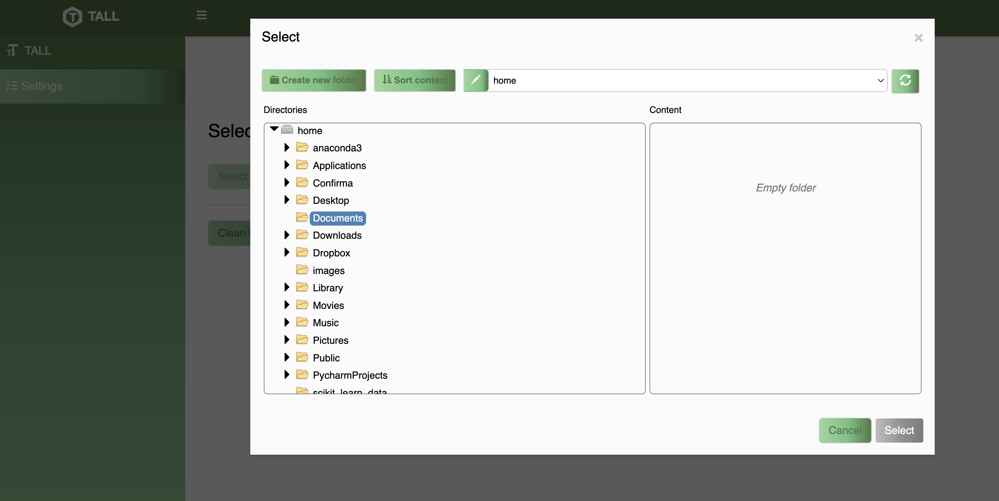 TALL
TALL
Settings
Select
Create new folder
Sort content
home
Directories
Content
home
anaconda3
Applications
Confirma
Desktop
Documents
Downloads
Dropbox
images
Library
Movies
Music
Pictures
Public
PycharmProjects
scikit_learn_data
Empty folder
Selec
Select
Clean
Cancel
Select